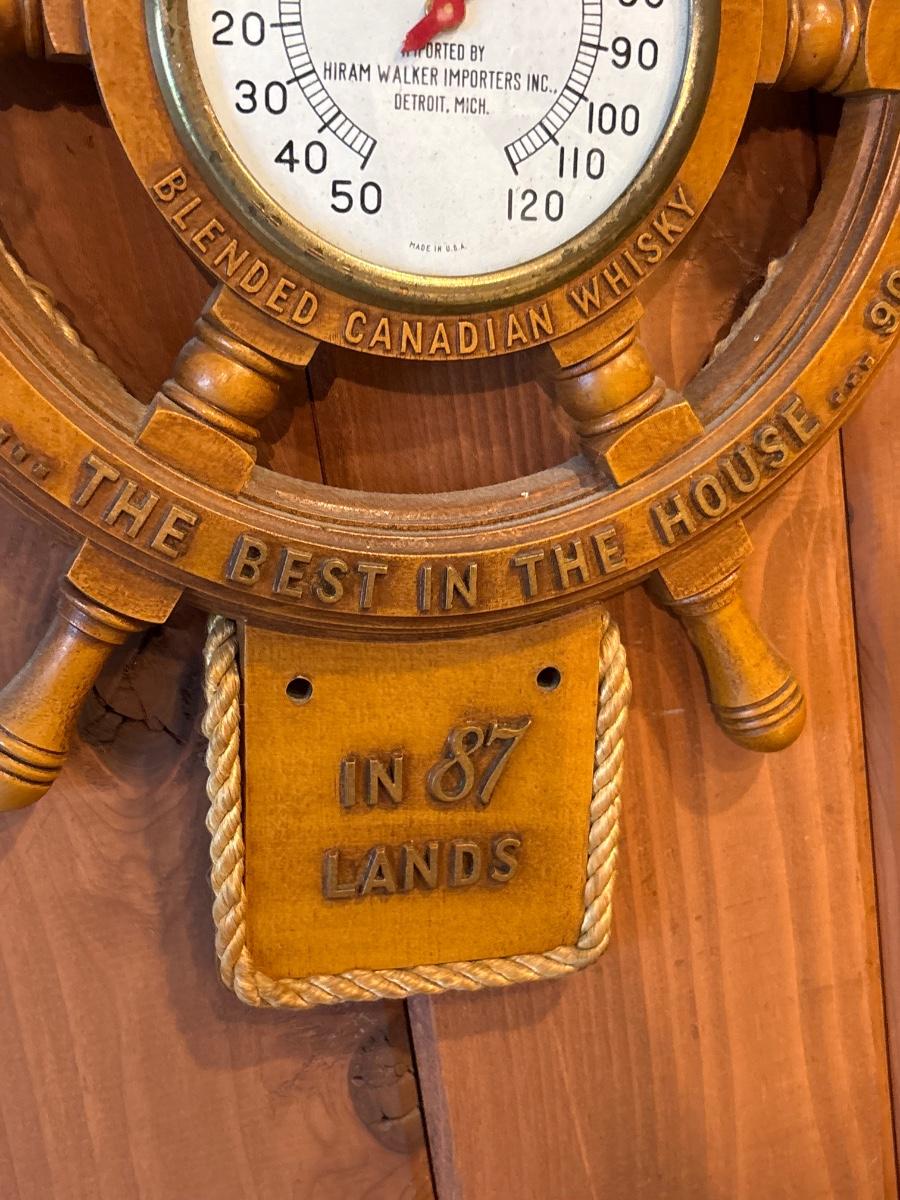 20
30
40
50
90
100
110
120
IMPORTED BY
HIRAM WALKER IMPORTERS INC.,
DETROIT, MICH.
MADE IN U.S.A.
BLENDED CANADIAN WHISKY
... THE BEST IN THE HOUSE ... 90
IN 87
LANDS